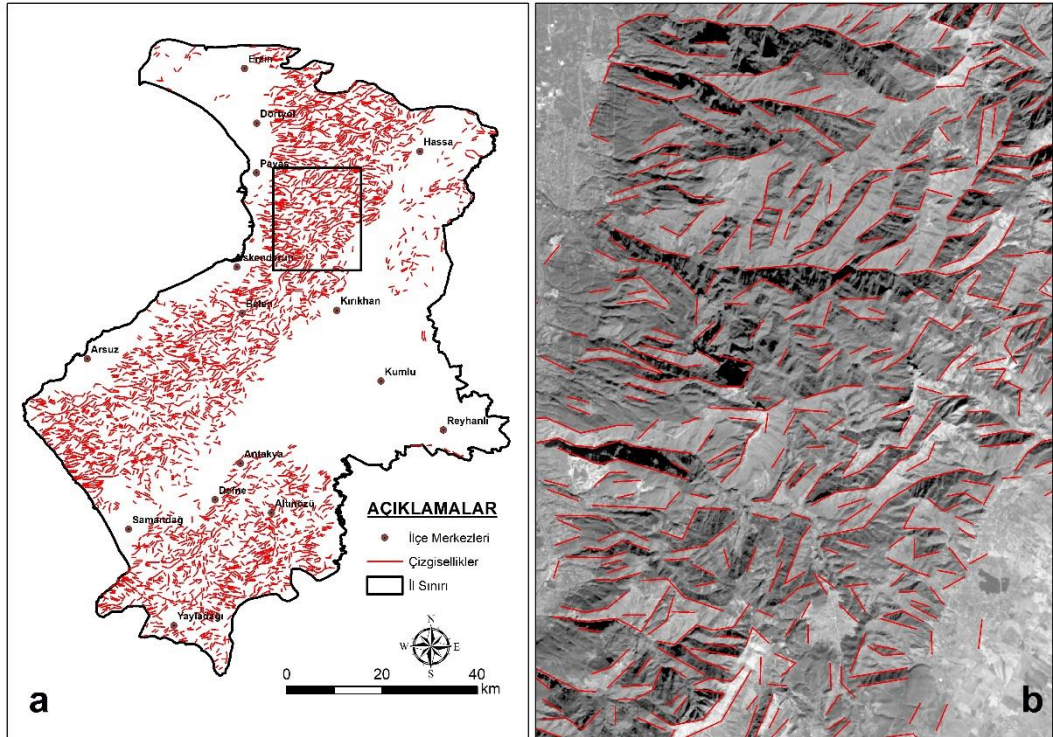 Erzin
Dörtyol
Hassa
Payas
İskenderun
Belen
Kırıkhan
Arsuz
Kumlu
Reyhanlı
Antakya
Defne
Altınözü
Samandağ
Yayladağı
AÇIKLAMALAR
İlçe Merkezleri
Çizgisellikler
İl Sınırı
N
W E
S
0 20 40
km
a
b